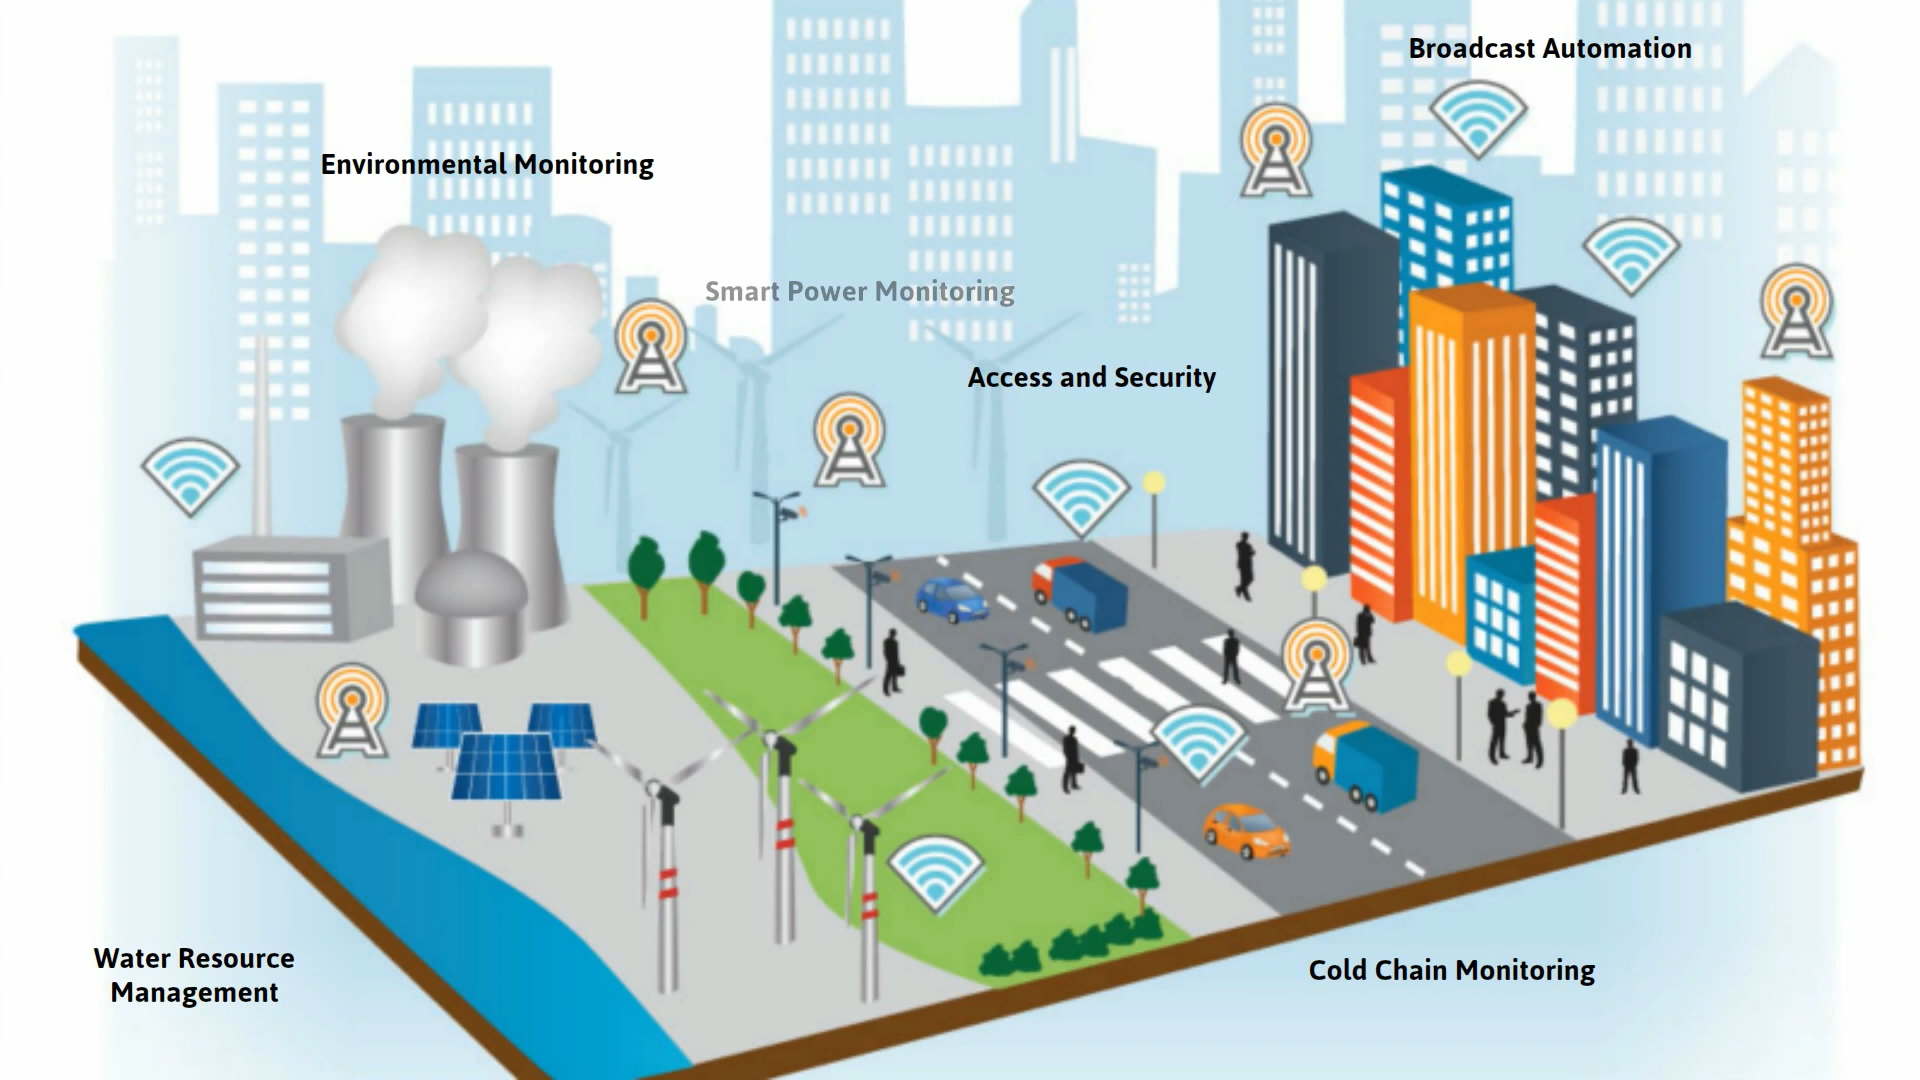 Broadcast Automation
Environmental Monitoring
Smart Power Monitoring
Access and Security
Water Resource
Management
Cold Chain Monitoring